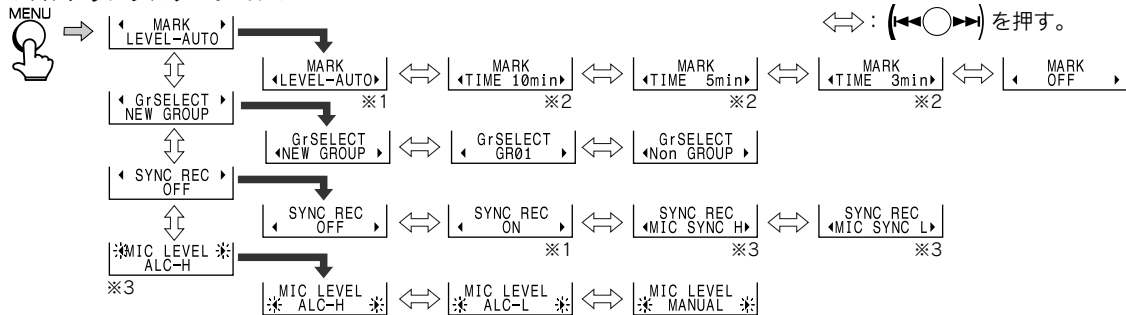 MENU
MARK
LEVEL-AUTO
: (⏮◯⏭) を押す。
MARK
LEVEL-AUTO
※1
MARK
TIME 10min
※2
MARK
TIME 5min
※2
MARK
TIME 3min
※2
MARK
OFF
GrSELECT
NEW GROUP
GrSELECT
NEW GROUP
GrSELECT
GR01
GrSELECT
Non GROUP
SYNC REC
OFF
SYNC REC
OFF
SYNC REC
ON
※1
SYNC REC
MIC SYNC H
※3
SYNC REC
MIC SYNC L
※3
MIC LEVEL
ALC-H
※3
MIC LEVEL
ALC-H
MIC LEVEL
ALC-L
MIC LEVEL
MANUAL